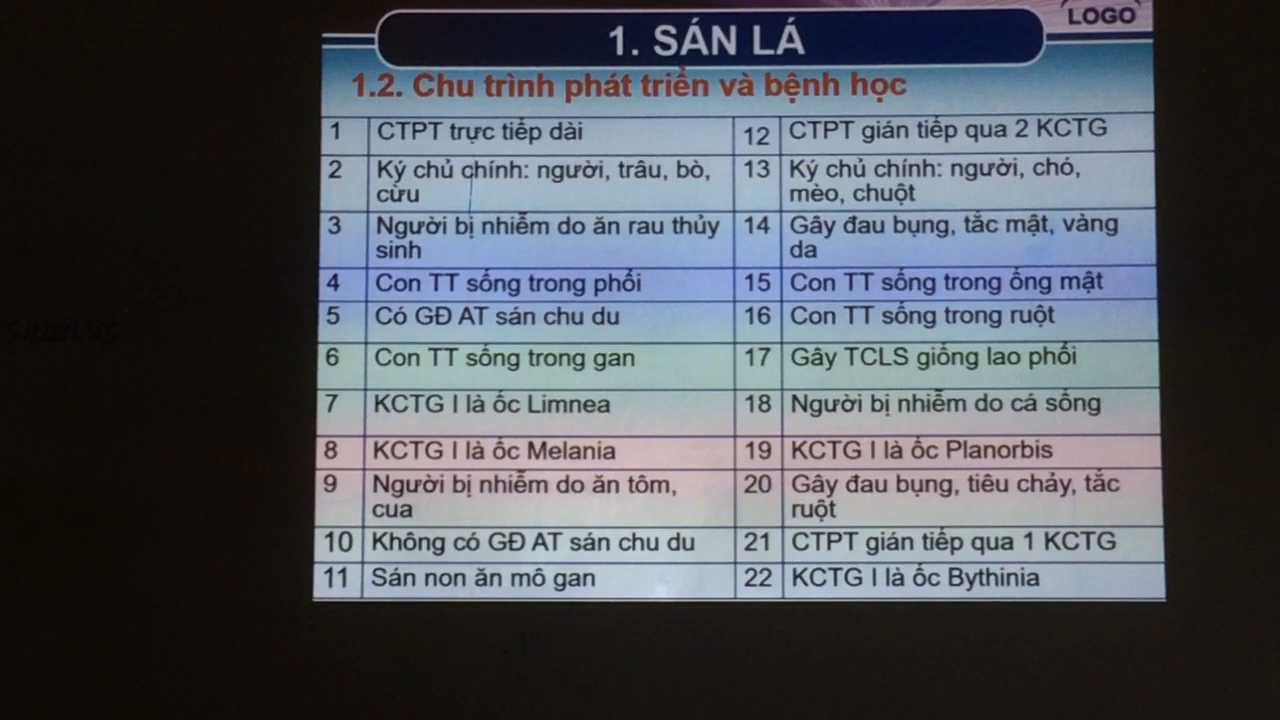 LOGO
1. SÁN LÁ
1.2. Chu trình phát triển và bệnh học
1 CTPT trực tiếp dài
2 Ký chủ chính: người, trâu, bò,
cừu
3 Người bị nhiễm do ăn rau thủy
sinh
4 Con TT sống trong phổi
5 Có GĐ AT sán chu du
6 Con TT sống trong gan
7 KCTG I là ốc Limnea
8 KCTG I là ốc Melania
9 Người bị nhiễm do ăn tôm,
cua
10 Không có GĐ AT sán chu du
11 Sán non ăn mô gan
12 CTPT gián tiếp qua 2 KCTG
13 Ký chủ chính: người, chó,
mèo, chuột
14 Gây đau bụng, tắc mật, vàng
da
15 Con TT sống trong ống mật
16 Con TT sống trong ruột
17 Gây TCLS giống lao phổi
18 Người bị nhiễm do cá sống
19 KCTG I là ốc Planorbis
20 Gây đau bụng, tiêu chảy, tắc
ruột
21 CTPT gián tiếp qua 1 KCTG
22 KCTG I là ốc Bythinia